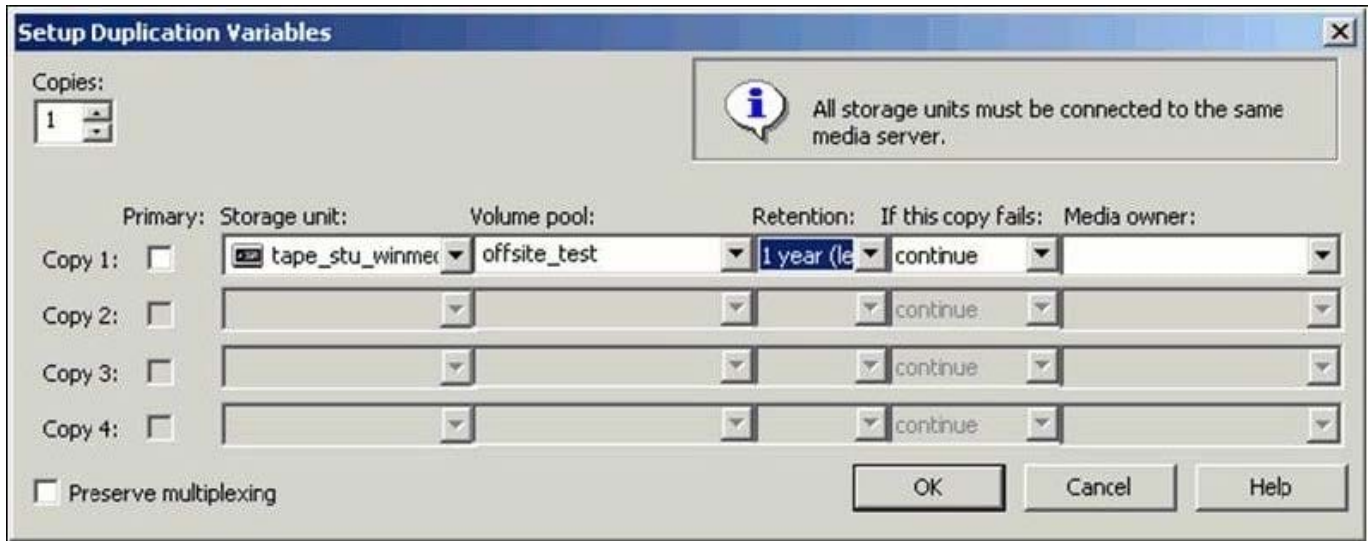 Setup Duplication Variables
Copies:
1
All storage units must be connected to the same
media server.
Primary: Storage unit: Volume pool: Retention: If this copy fails: Media owner:
Copy 1: tape_stu_winmec offsite_test 1 year (le continue
Copy 2: continue
Copy 3: continue
Copy 4: continue
Preserve multiplexing OK Cancel Help